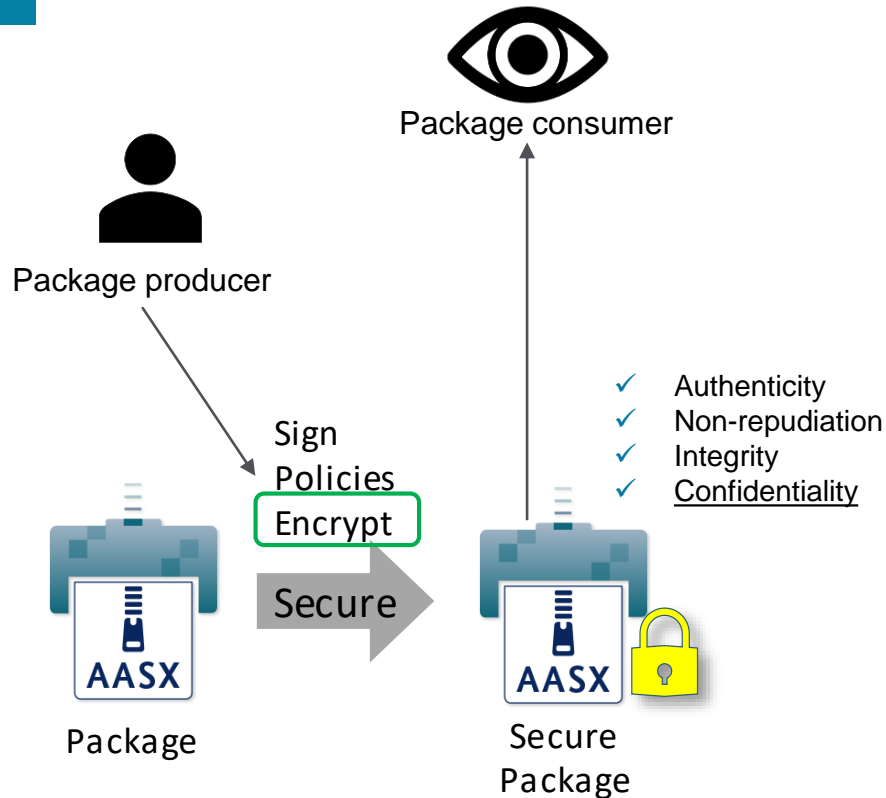 Package consumer
Package producer
✓ Authenticity
✓ Non-repudiation
✓ Integrity
✓ Confidentiality
Sign
Policies
Encrypt
Secure
AASX
AASX
Package
Secure
Package